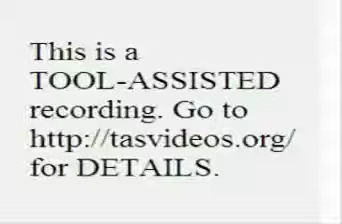 This is a
TOOL-ASSISTED
recording. Go to
http://tasvideos.org/
for DETAILS.